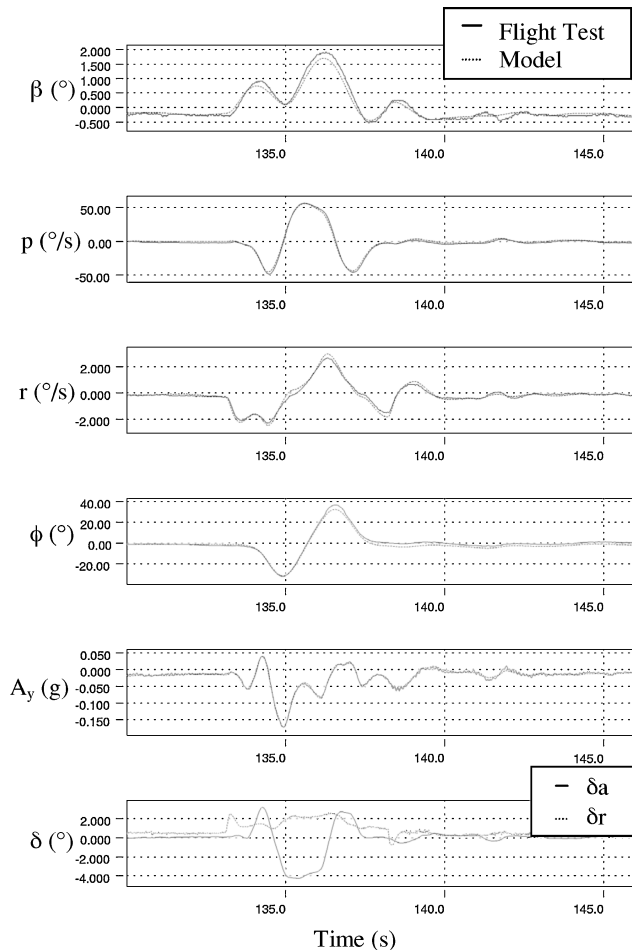 Flight Test
Model
β (°)
2.000
1.500
1.000
0.500
0.000
-0.500
135.0 140.0 145.0
p (°/s)
50.00
0.00
-50.00
135.0 140.0 145.0
r (°/s)
2.000
0.000
-2.000
135.0 140.0 145.0
ϕ (°)
40.00
20.00
0.00
-20.00
135.0 140.0 145.0
Ay (g)
0.050
0.000
-0.050
-0.100
-0.150
135.0 140.0 145.0
δa
δr
δ (°)
2.000
0.000
-2.000
-4.000
135.0 140.0 145.0
Time (s)